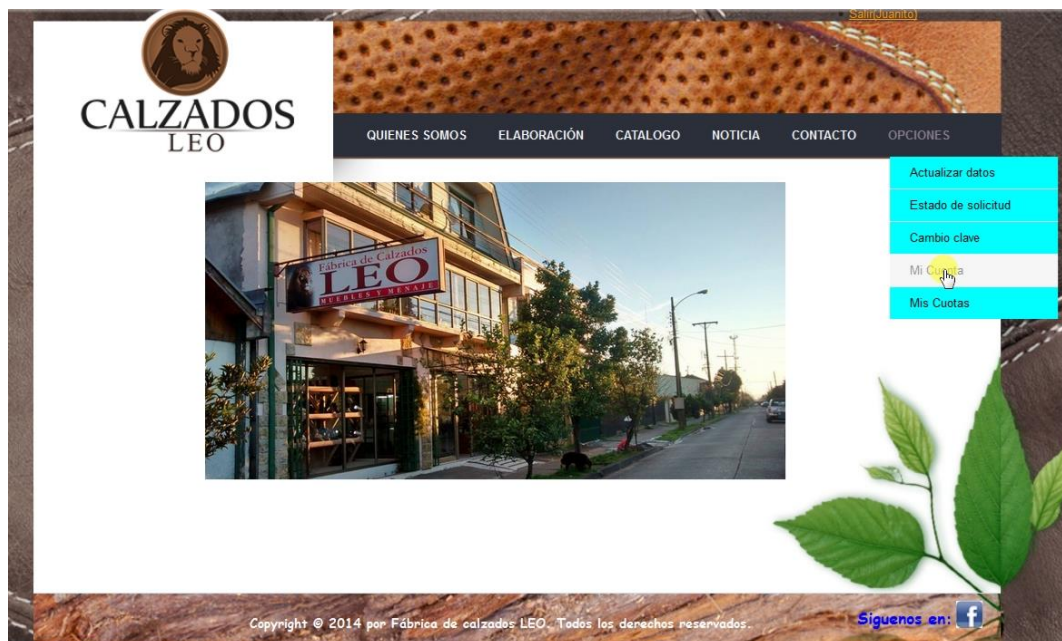 Salir[Juanito]
CALZADOS
LEO
QUIENES SOMOS ELABORACIÓN CATALOGO NOTICIA CONTACTO OPCIONES
Actualizar datos
Estado de solicitud
Cambio clave
Mi Cuenta
Mis Cuotas
Fábrica de Calzados
LEO
MUEBLES Y MENAJE
Copyright © 2014 por Fábrica de calzados LEO. Todos los derechos reservados.
Siguenos en: f